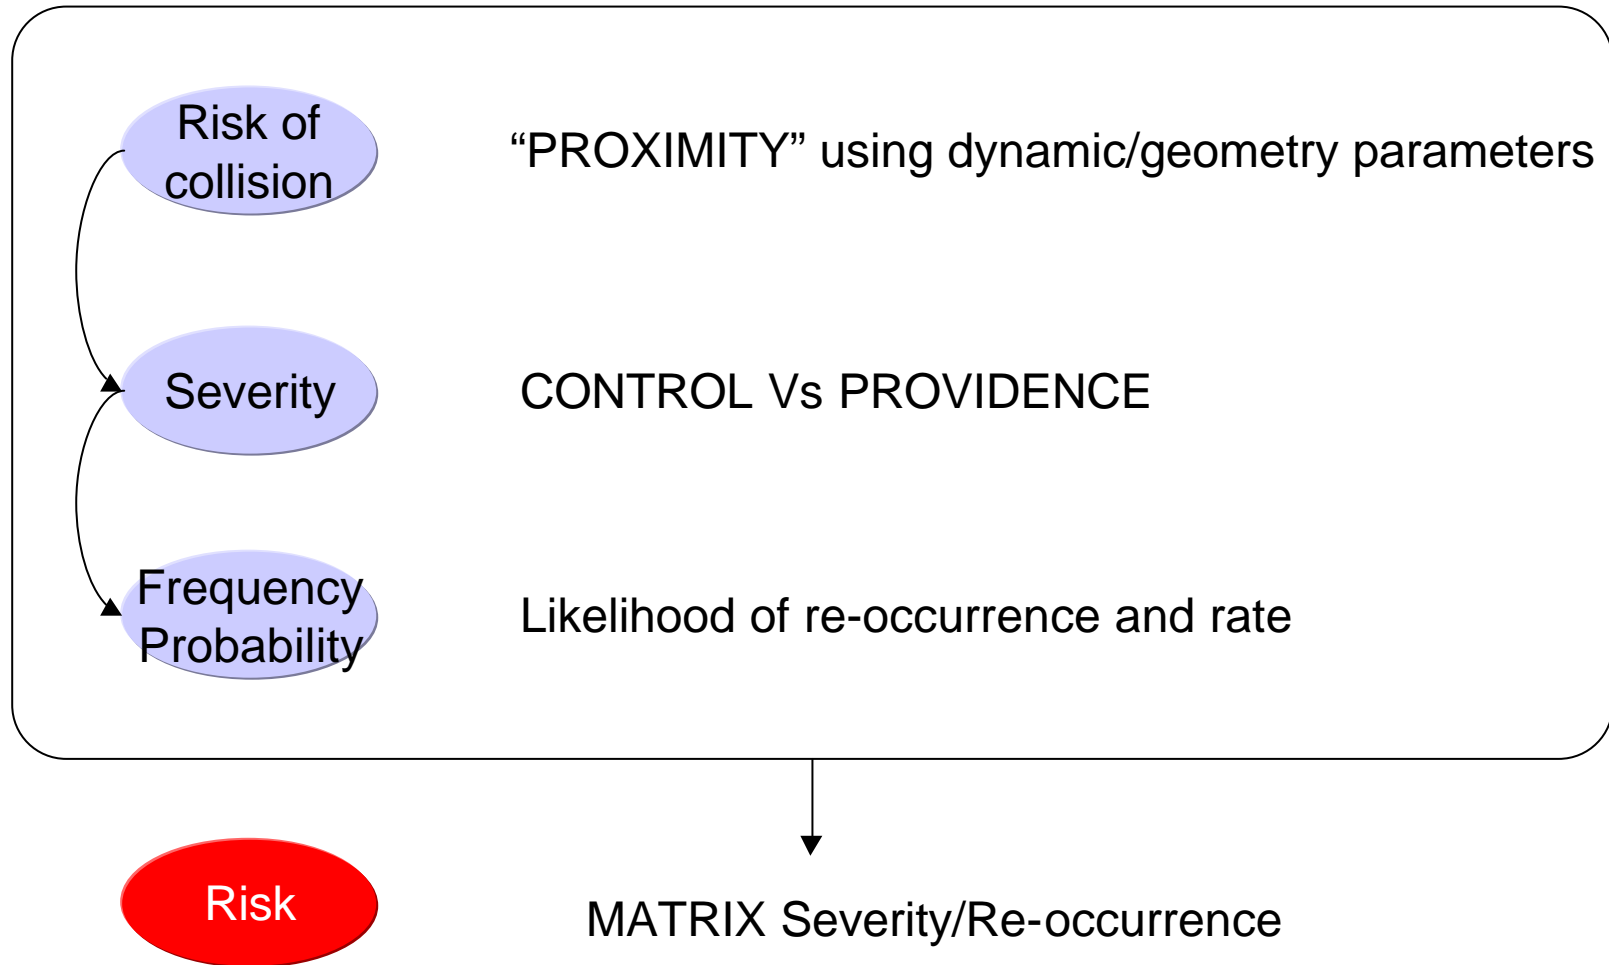 Risk of
collision
“PROXIMITY” using dynamic/geometry parameters
Severity
CONTROL Vs PROVIDENCE
Frequency
Probability
Likelihood of re-occurrence and rate
Risk
MATRIX Severity/Re-occurrence